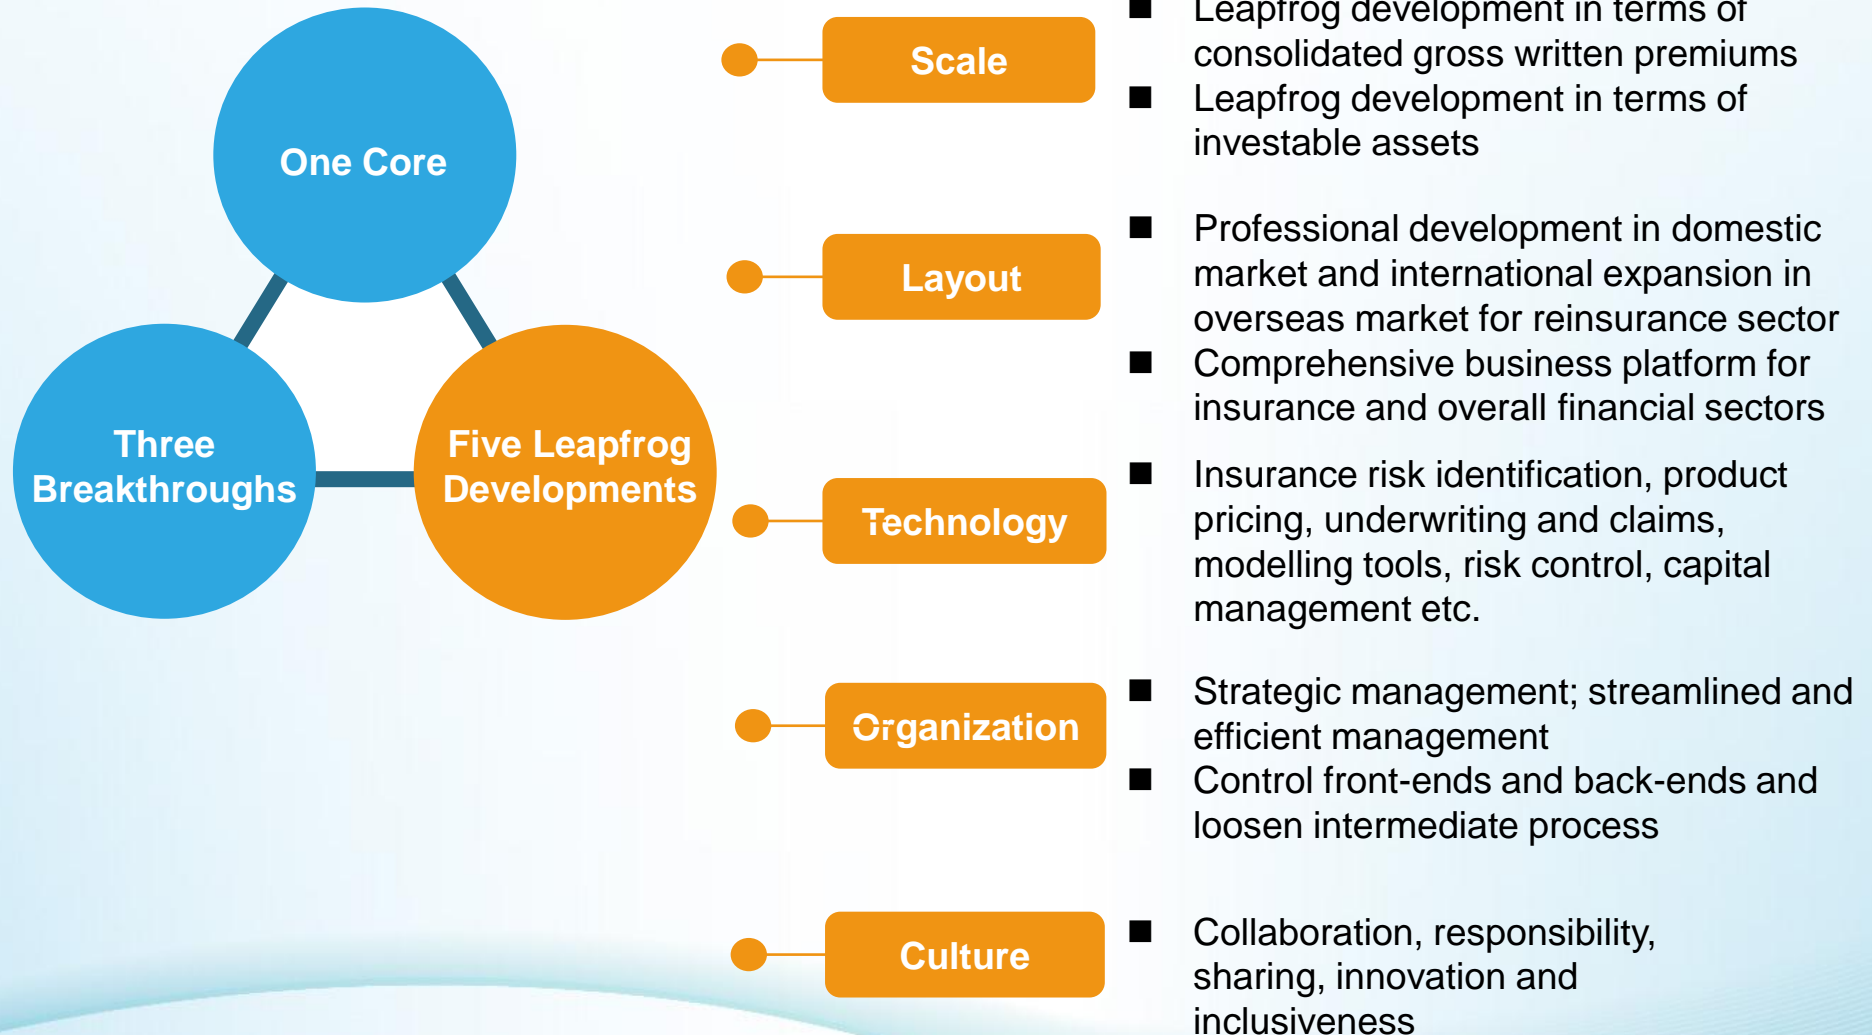 One Core
Three
Breakthroughs
Five Leapfrog
Developments
Scale
Leapfrog development in terms of
consolidated gross written premiums
Leapfrog development in terms of
investable assets
Layout
Professional development in domestic
market and international expansion in
overseas market for reinsurance sector
Comprehensive business platform for
insurance and overall financial sectors
Technology
Insurance risk identification, product
pricing, underwriting and claims,
modelling tools, risk control, capital
management etc.
Organization
Strategic management; streamlined and
efficient management
Control front-ends and back-ends and
loosen intermediate process
Culture
Collaboration, responsibility,
sharing, innovation and
inclusiveness